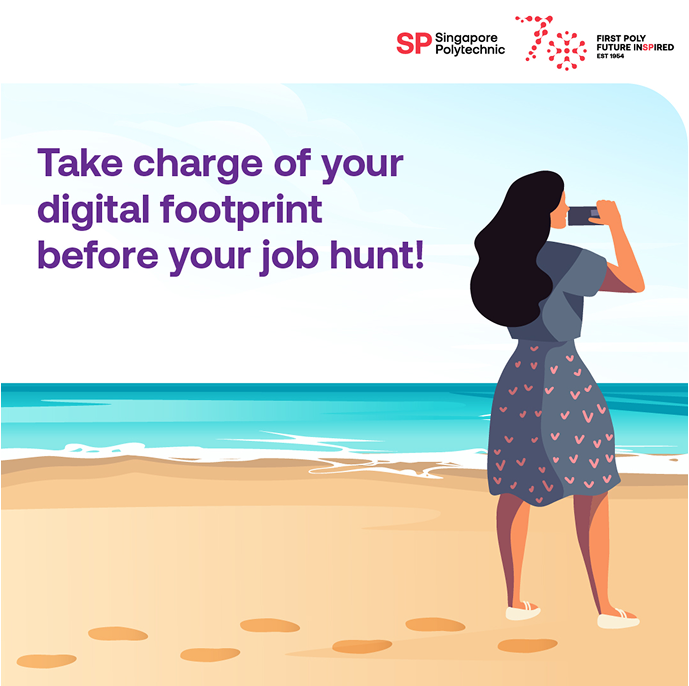 SP Singapore Polytechnic
70
FIRST POLY
FUTURE INSPIRED
EST 1954
Take charge of your
digital footprint
before your job hunt!